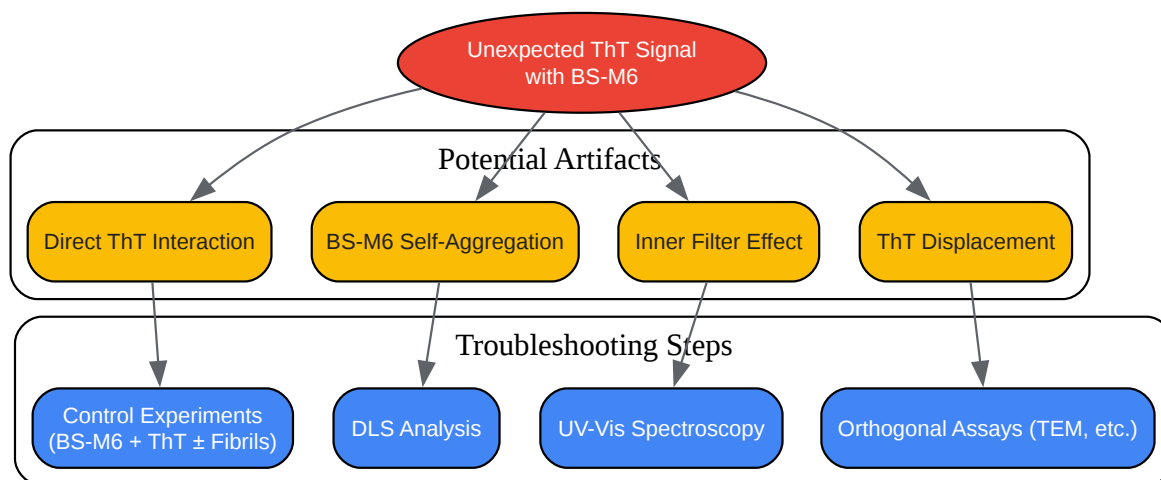 Unexpected ThT Signal
with BS-M6
Potential Artifacts
Direct ThT Interaction
BS-M6 Self-Aggregation
Inner Filter Effect
ThT Displacement
Troubleshooting Steps
Control Experiments
(BS-M6 + ThT ± Fibrils)
DLS Analysis
UV-Vis Spectroscopy
Orthogonal Assays (TEM, etc.)